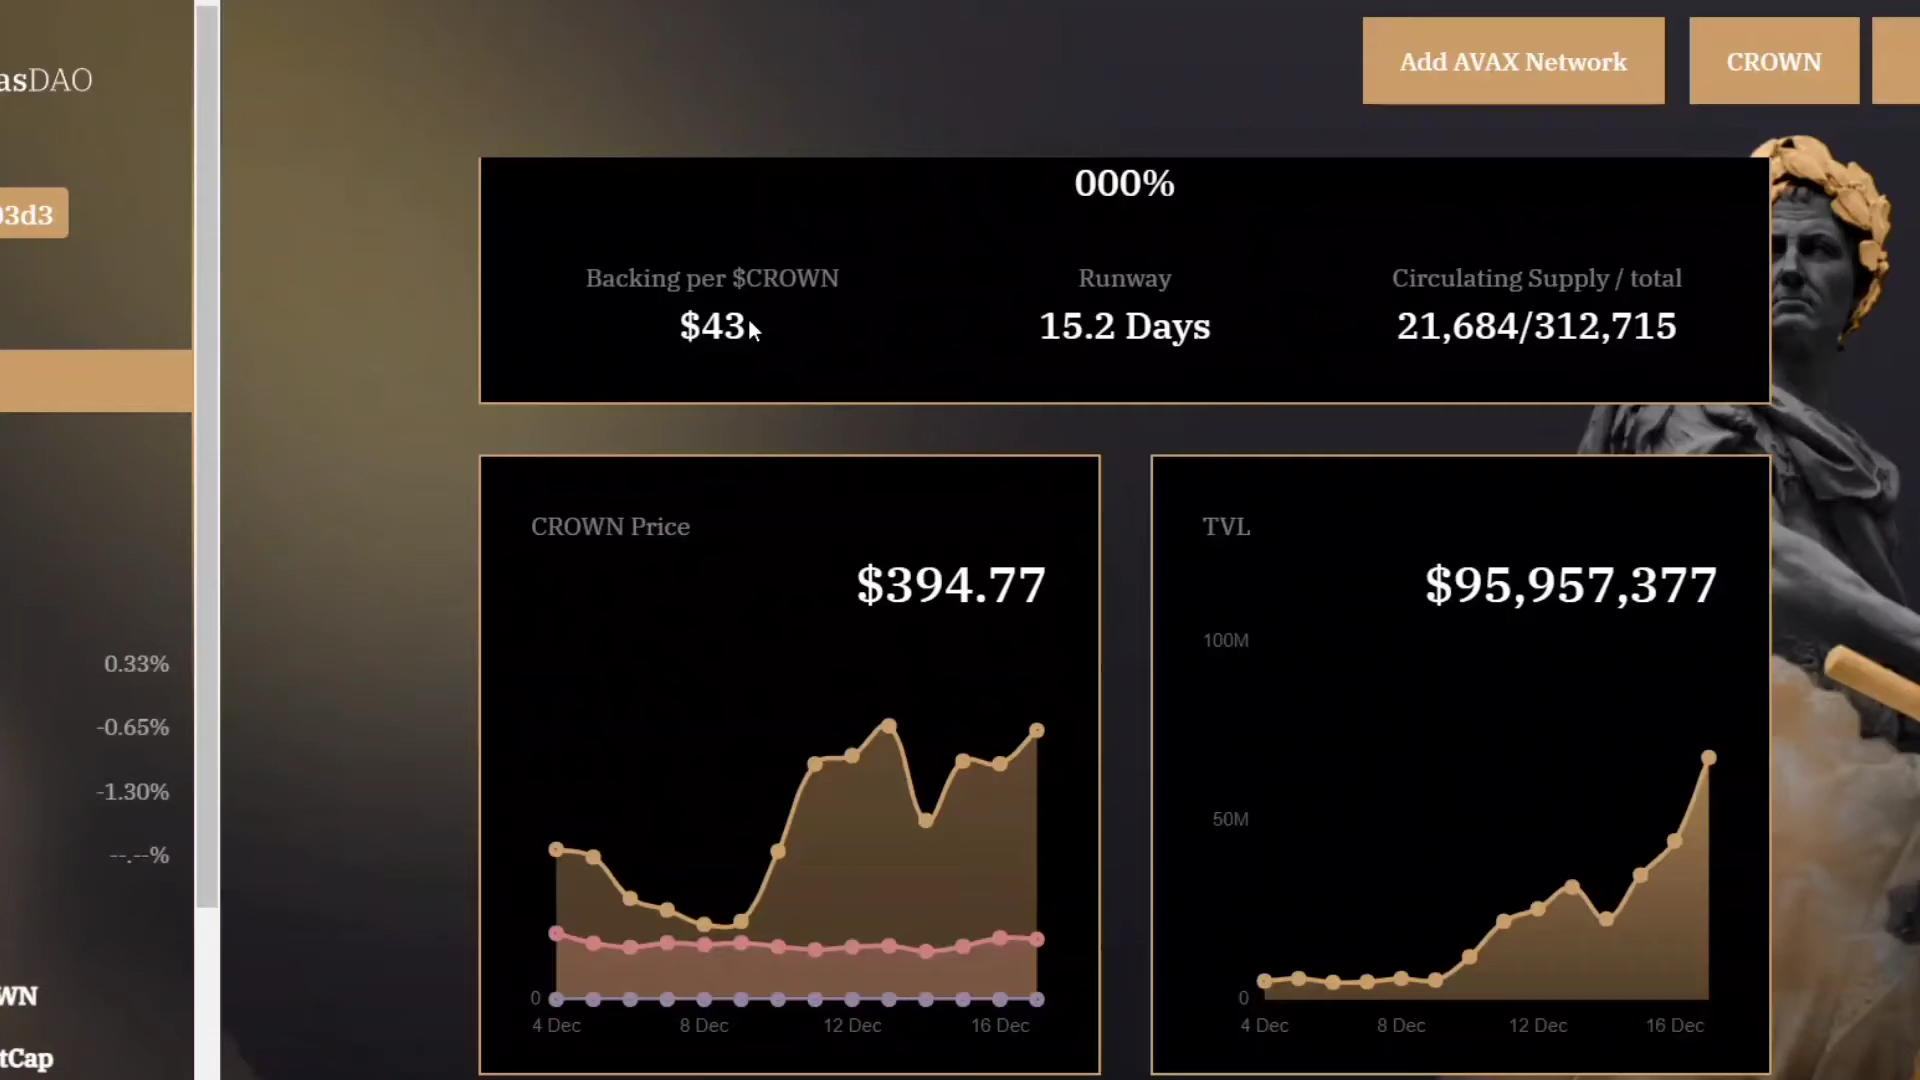 Add AVAX Network
CROWN
asDAO
03d3
000%
Backing per $CROWN
Runway
Circulating Supply / total
$43
15.2 Days
21,684/312,715
CROWN Price
$394.77
TVL
$95,957,377
100M
50M
0
0
4 Dec
8 Dec
12 Dec
16 Dec
4 Dec
8 Dec
12 Dec
16 Dec
0.33%
-0.65%
-1.30%
--.--%
WN
tCap